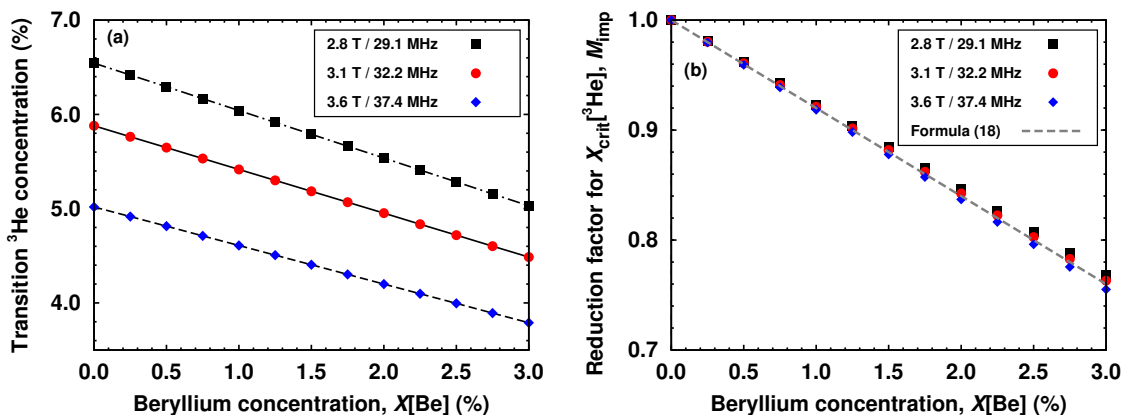 (a)
2.8 T / 29.1 MHz
3.1 T / 32.2 MHz
3.6 T / 37.4 MHz
7.0
6.0
5.0
4.0
0.0 0.5 1.0 1.5 2.0 2.5 3.0
Transition ³He concentration (%)
Beryllium concentration, X[Be] (%)
(b)
2.8 T / 29.1 MHz
3.1 T / 32.2 MHz
3.6 T / 37.4 MHz
Formula (18)
1.0
0.9
0.8
0.7
0.0 0.5 1.0 1.5 2.0 2.5 3.0
Reduction factor for Xcrit[³He], Mimp
Beryllium concentration, X[Be] (%)